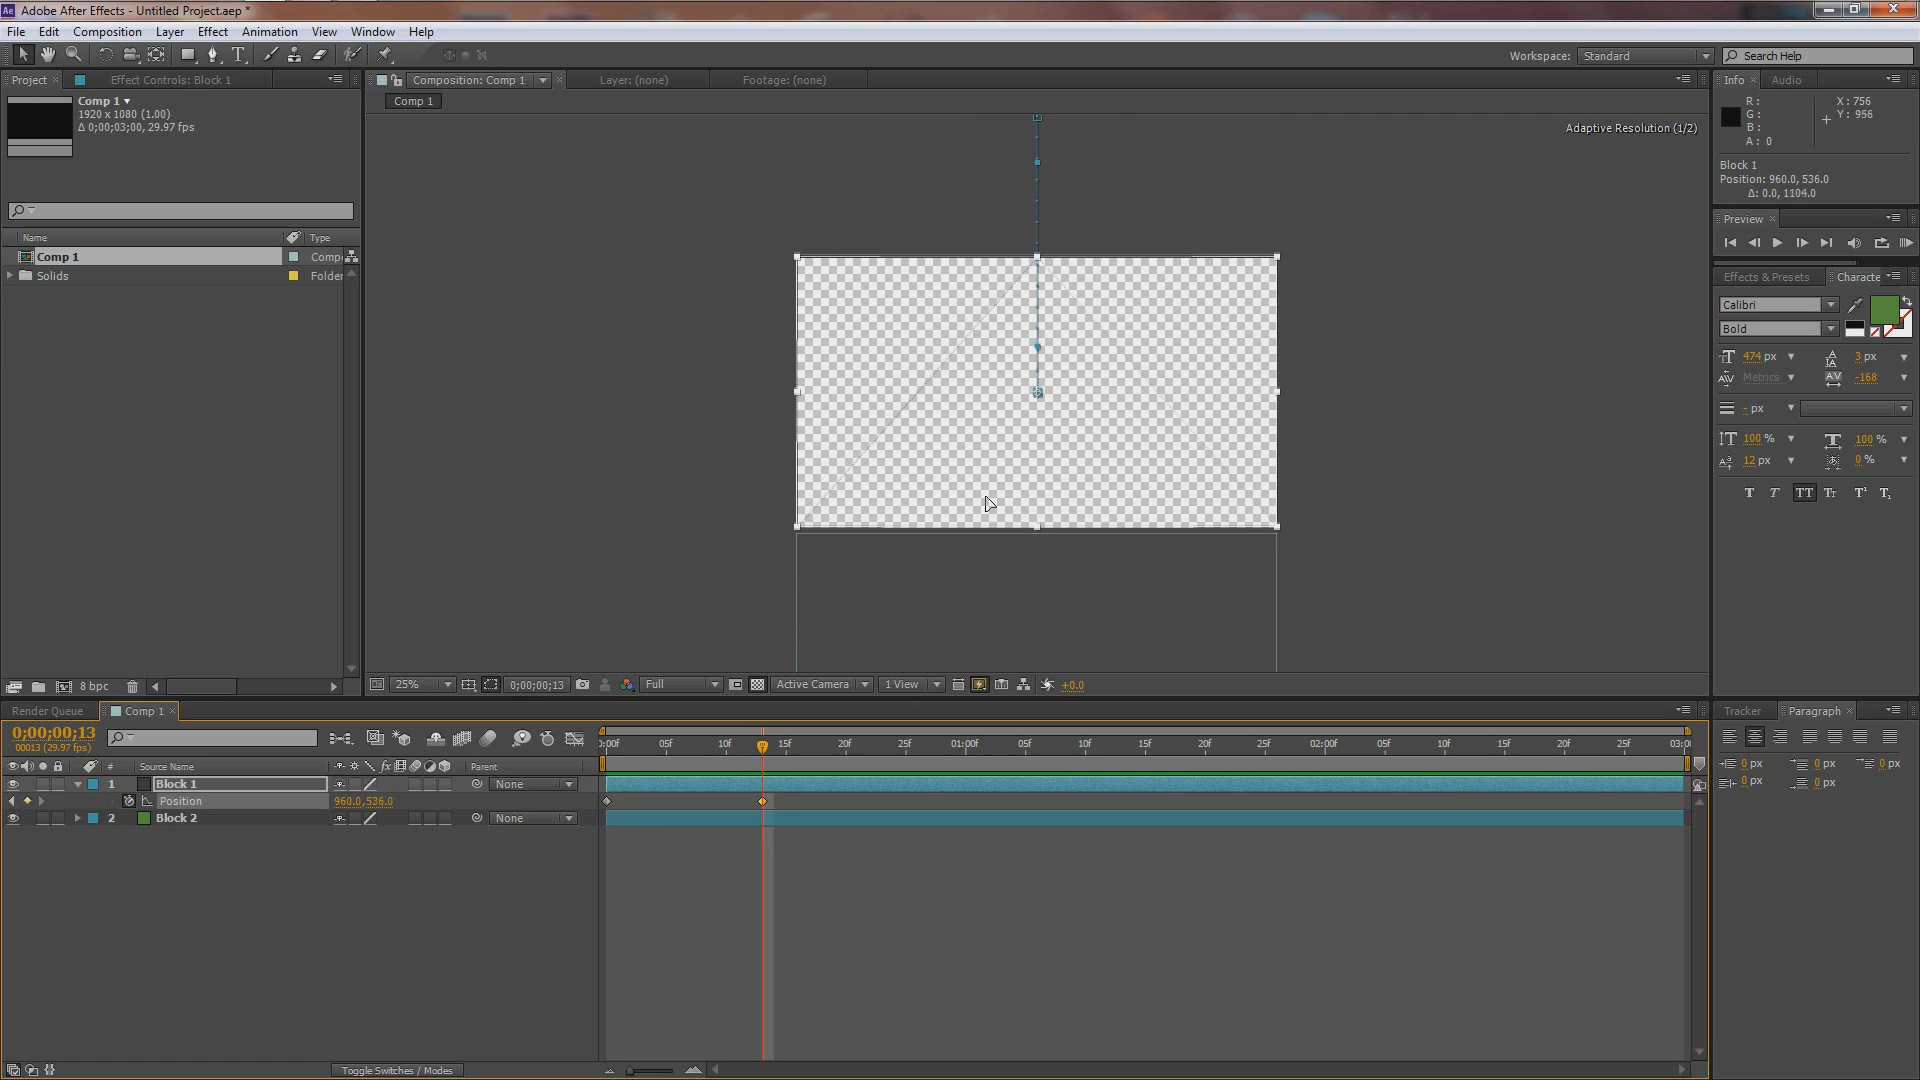 Adobe After Effects - Untitled Project.aep *
File Edit Composition Layer Effect Animation View Window Help
Workspace: Standard Search Help
Project Effect Controls: Block 1 Composition: Comp 1 Layer: (none) Footage: (none) Info Audio
Comp 1
1920 x 1080 (1.00)
Δ 0;00;03;00, 29.97 fps
Comp 1
Adaptive Resolution (1/2)
R :
G :
B :
A : 0
X : 756
Y : 956
Block 1
Position: 960.0, 536.0
Δ: 0.0, 1104.0
Preview
Name Type
Comp 1 Comp
Solids Folder
Effects & Presets Characte
Calibri
Bold
474 px 3 px
Metrics -168
- px
100 % 100 %
12 px 0 %
T T TT Tт T¹ T₁
8 bpc
25% 0;00;00;13 Full Active Camera 1 View +0.0
Render Queue Comp 1 Tracker Paragraph
0;00;00;13
00013 (29.97 fps)
0:00f 05f 10f 15f 20f 25f 01:00f 05f 10f 15f 20f 25f 02:00f 05f 10f 15f 20f 25f 03:0
# Source Name Parent
1 Block 1 None
Position 960.0,536.0
2 Block 2 None
0 px 0 px 0 px
0 px 0 px
Toggle Switches / Modes